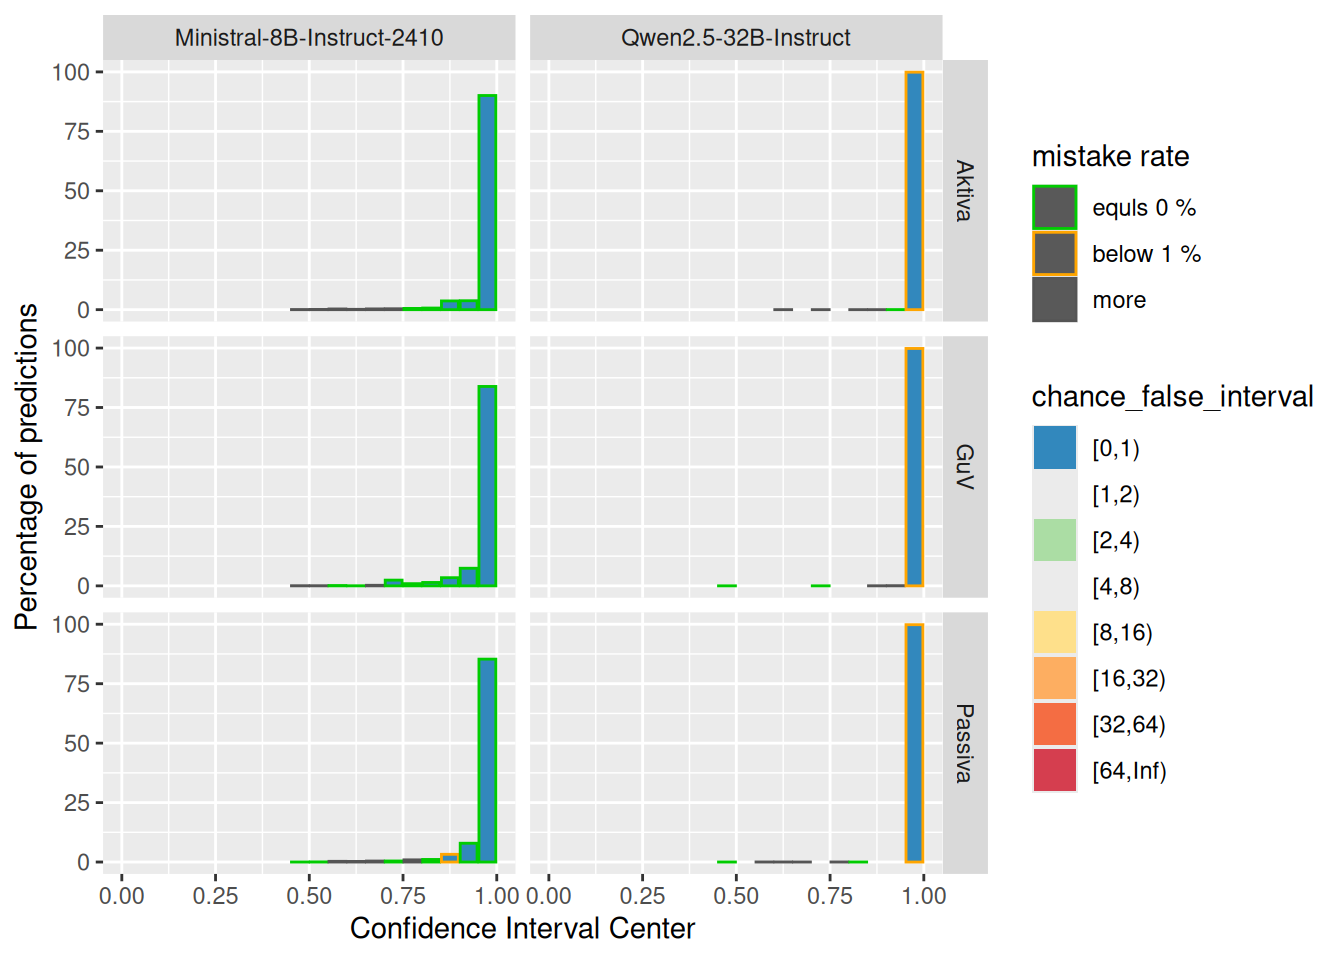 Ministral-8B-Instruct-2410
Qwen2.5-32B-Instruct
100
75
50
25
0
Aktiva
100
75
50
25
0
GuV
100
75
50
25
0
Passiva
0.00 0.25 0.50 0.75 1.00 0.00 0.25 0.50 0.75 1.00
Confidence Interval Center
Percentage of predictions
mistake rate
equls 0 %
below 1 %
more
chance_false_interval
[0,1)
[1,2)
[2,4)
[4,8)
[8,16)
[16,32)
[32,64)
[64,Inf)